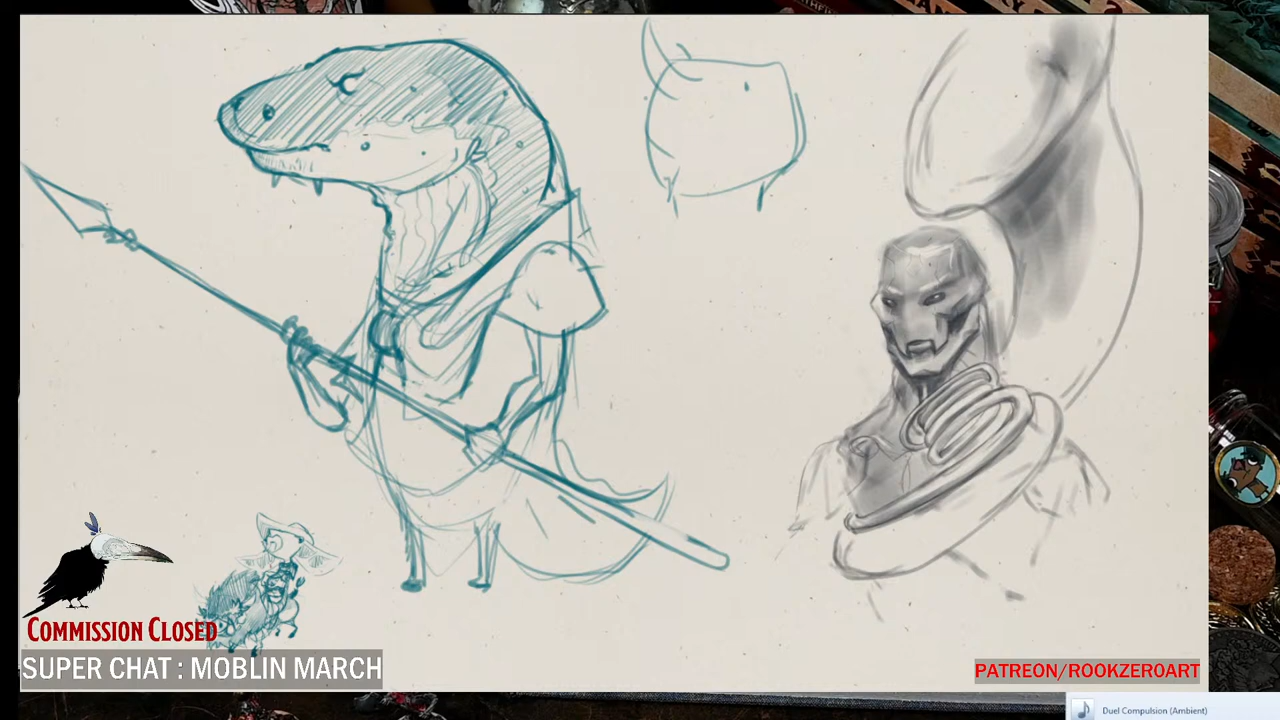 Commission Closed
SUPER CHAT : MOBLIN MARCH
PATREON/ROOKZEROART
Duel Compulsion (Ambient)